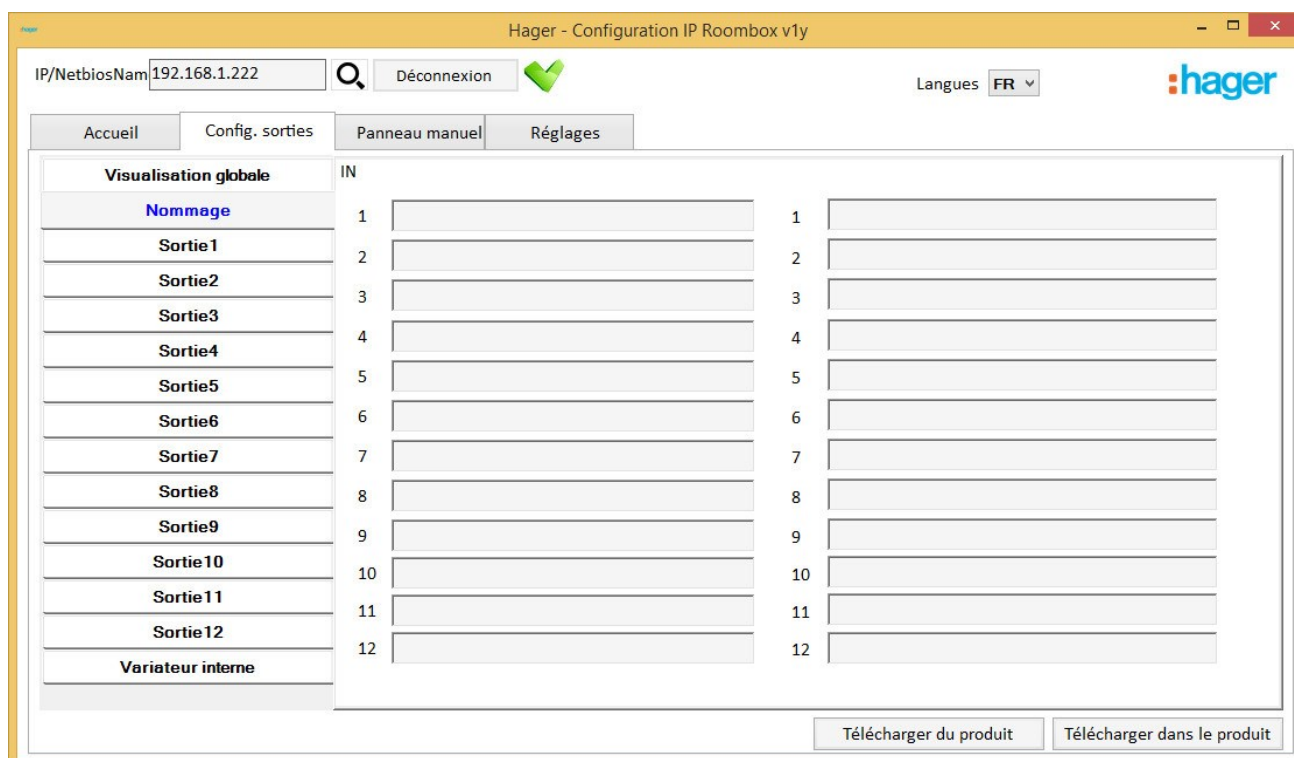 hager
Hager - Configuration IP Roombox v1y
IP/NetbiosNam 192.168.1.222
Déconnexion
Langues FR
:hager
Accueil
Config. sorties
Panneau manuel
Réglages
Visualisation globale
Nommage
Sortie1
Sortie2
Sortie3
Sortie4
Sortie5
Sortie6
Sortie7
Sortie8
Sortie9
Sortie10
Sortie11
Sortie12
Variateur interne
IN
1 1
2 2
3 3
4 4
5 5
6 6
7 7
8 8
9 9
10 10
11 11
12 12
Télécharger du produit
Télécharger dans le produit